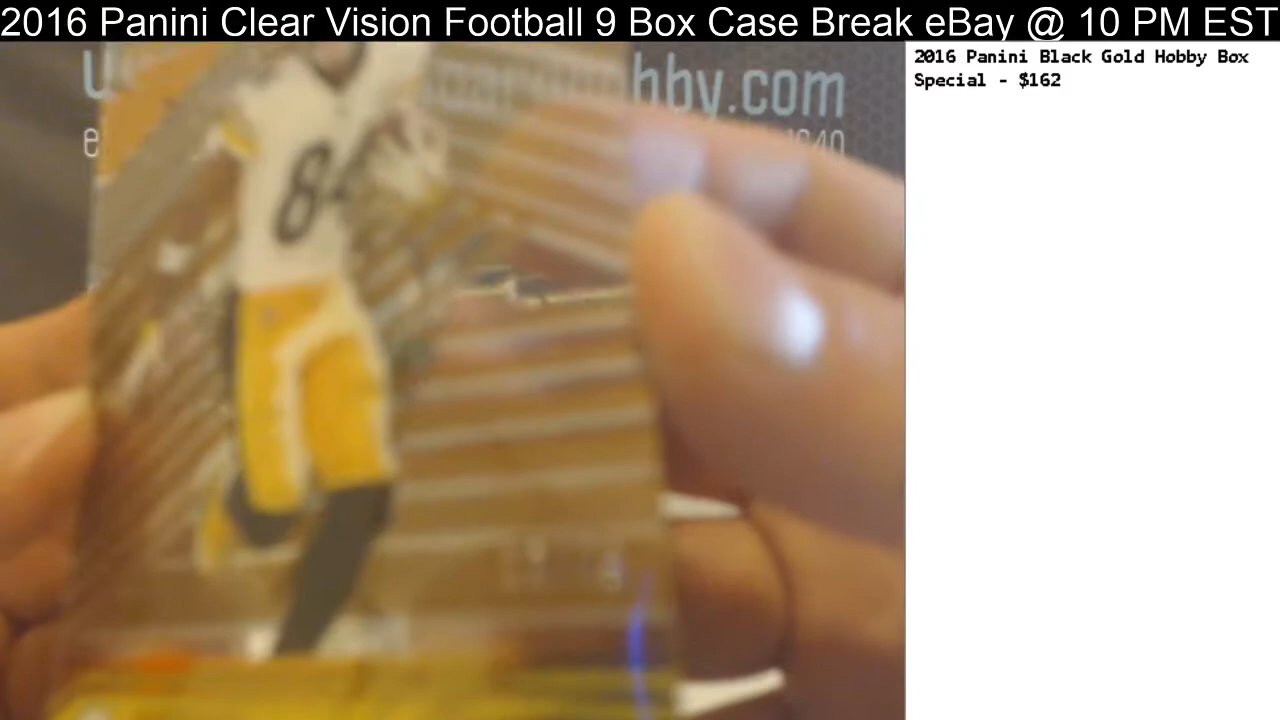 2016 Panini Clear Vision Football 9 Box Case Break eBay @ 10 PM EST
2016 Panini Black Gold Hobby Box
Special - $162
bby.com
84